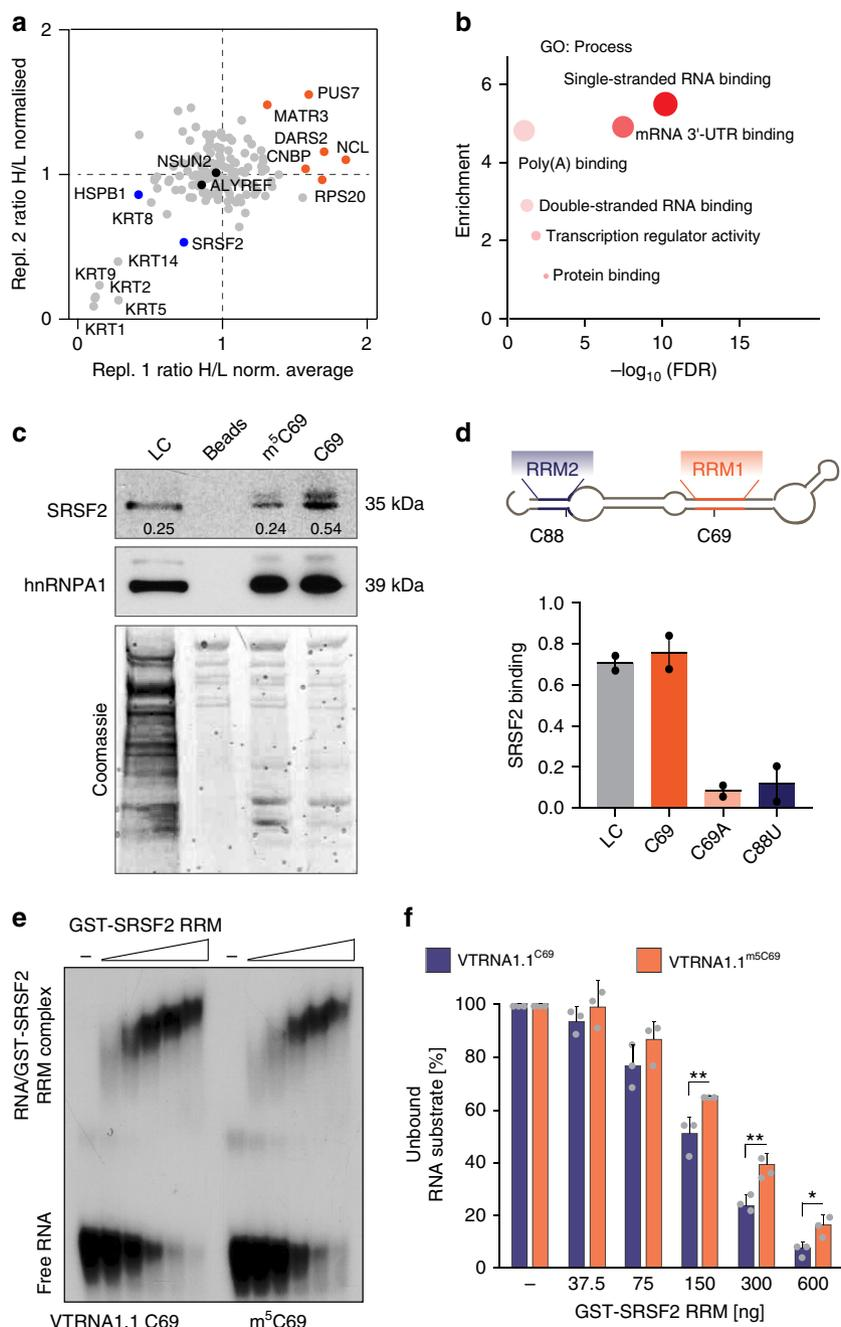 a
Repl. 2 ratio H/L normalised
2
1
0
PUS7
MATR3
DARS2
NCL
CNBP
NSUN2
ALYREF
RPS20
HSPB1
KRT8
SRSF2
KRT14
KRT9
KRT2
KRT5
KRT1
0
1
2
Repl. 1 ratio H/L norm. average
b
GO: Process
Enrichment
6
4
2
0
Single-stranded RNA binding
mRNA 3'-UTR binding
Poly(A) binding
Double-stranded RNA binding
Transcription regulator activity
Protein binding
0
5
10
15
–log10 (FDR)
c
LC
Beads
m5C69
C69
SRSF2
0.25
0.24
0.54
35 kDa
hnRNPA1
39 kDa
Coomassie
d
RRM2
RRM1
C88
C69
SRSF2 binding
1.0
0.8
0.6
0.4
0.2
0.0
LC
C69
C69A
C88U
e
GST-SRSF2 RRM
–
–
RNA/GST-SRSF2
RRM complex
Free RNA
VTRNA1.1 C69
m5C69
f
VTRNA1.1C69
VTRNA1.1m5C69
Unbound
RNA substrate [%]
100
80
60
40
20
0
**
**
*
–
37.5
75
150
300
600
GST-SRSF2 RRM [ng]